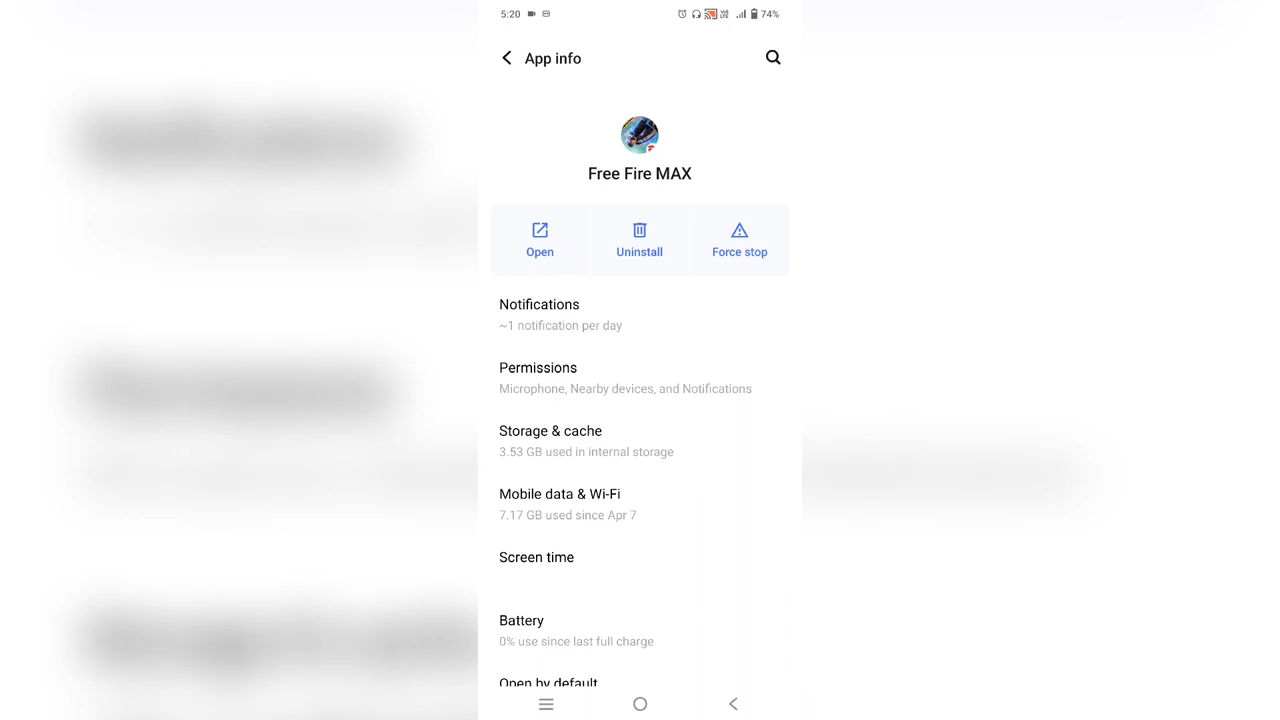 5:20
74%
App info
Free Fire MAX
Open
Uninstall
Force stop
Notifications
~1 notification per day
Permissions
Microphone, Nearby devices, and Notifications
Storage & cache
3.53 GB used in internal storage
Mobile data & Wi-Fi
7.17 GB used since Apr 7
Screen time
Battery
0% use since last full charge
Open by default